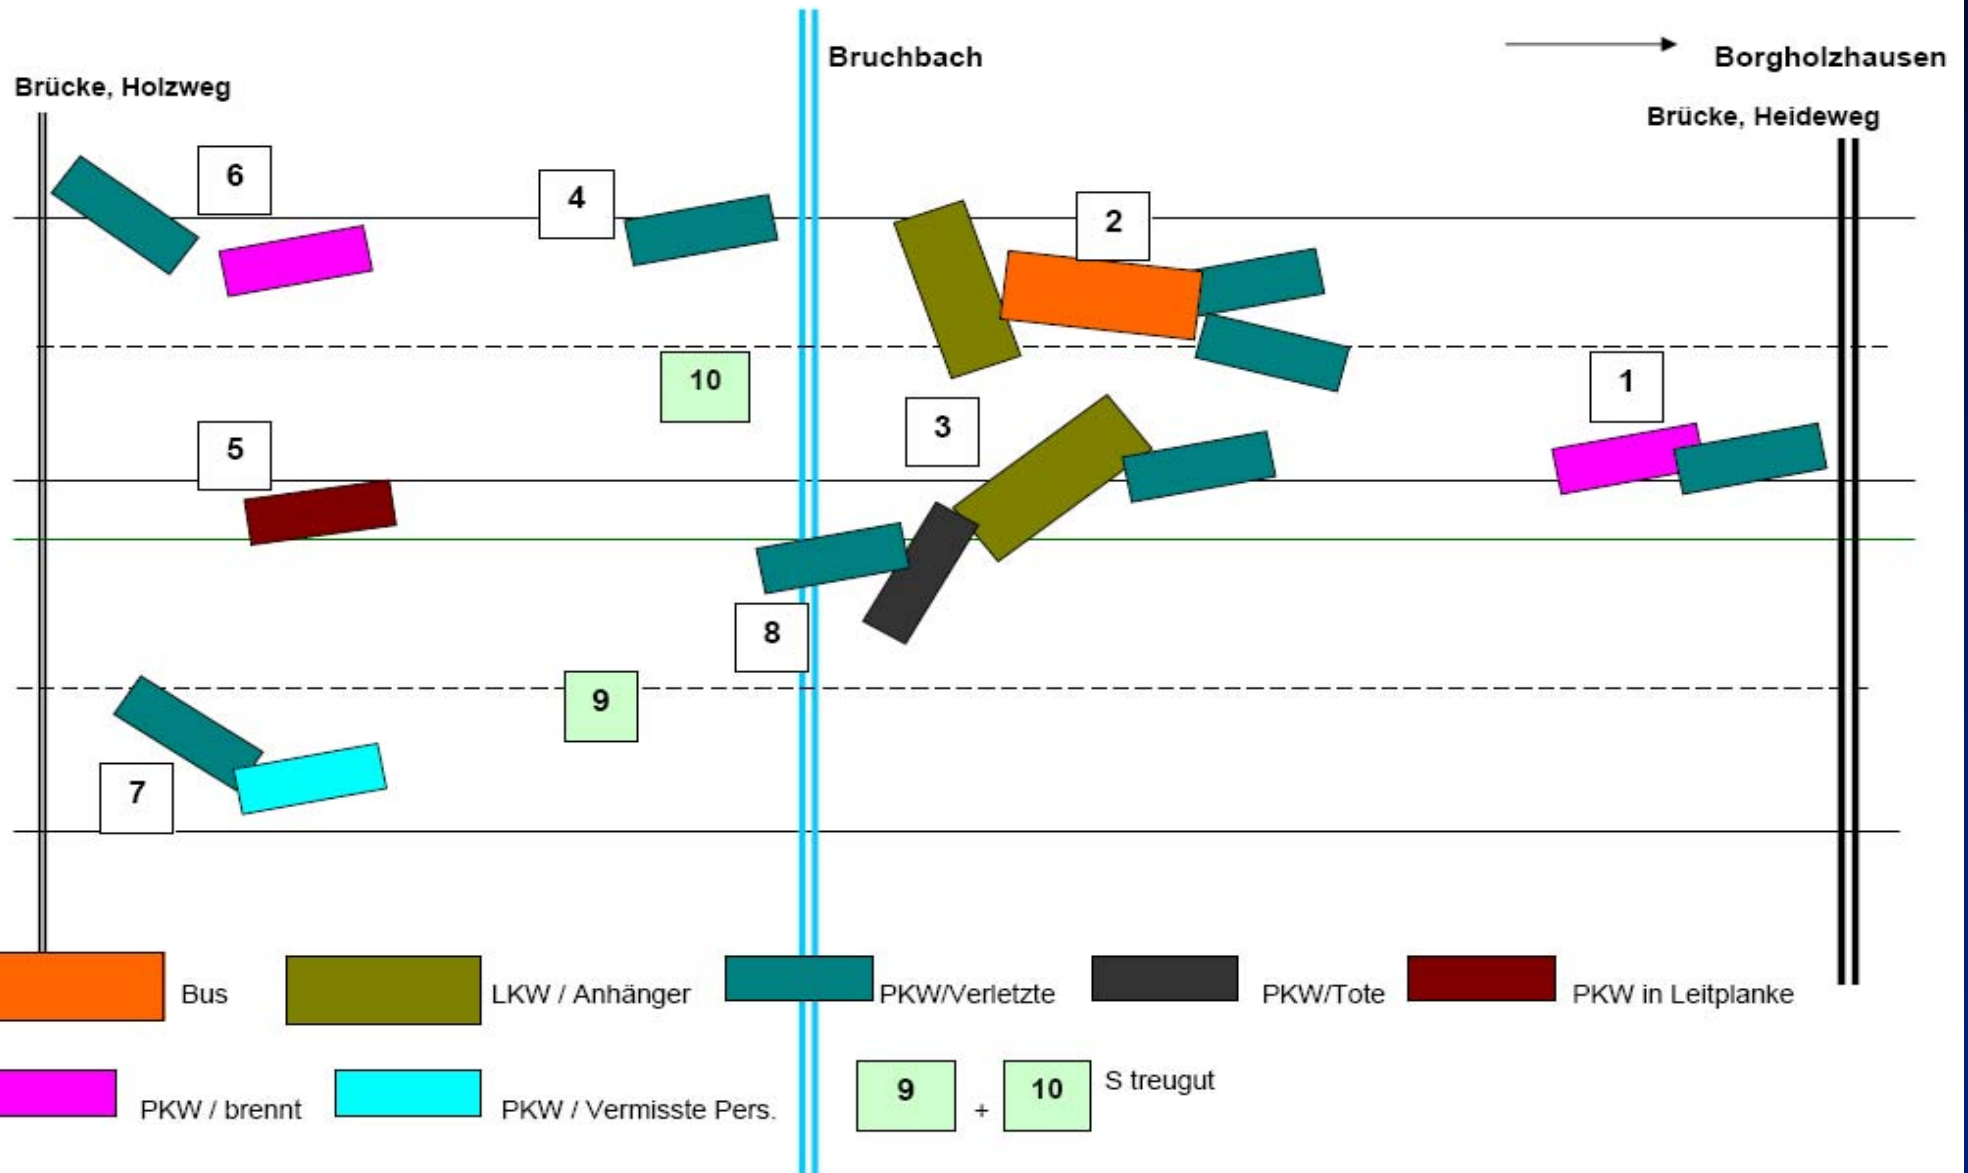 Bruchbach
Borgholzhausen
Brücke, Holzweg
Brücke, Heideweg
6
4
2
10
1
3
5
8
9
7
Bus
LKW / Anhänger
PKW/Verletzte
PKW/Tote
PKW in Leitplanke
PKW / brennt
PKW / Vermisste Pers.
9 + 10 S treugut